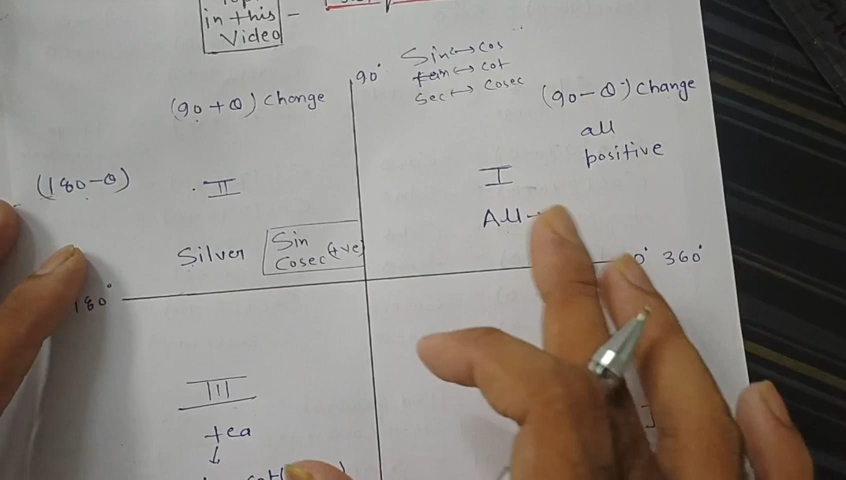 in this
Video
90°
Sin↔cos
tan↔cot
Sec↔Cosec
(90+θ) Change
(90-θ) Change
all
positive
(180-θ)
II
I
All
Silver
Sin
Cosec (+ve)
0° 360°
180°
III
tea
↓